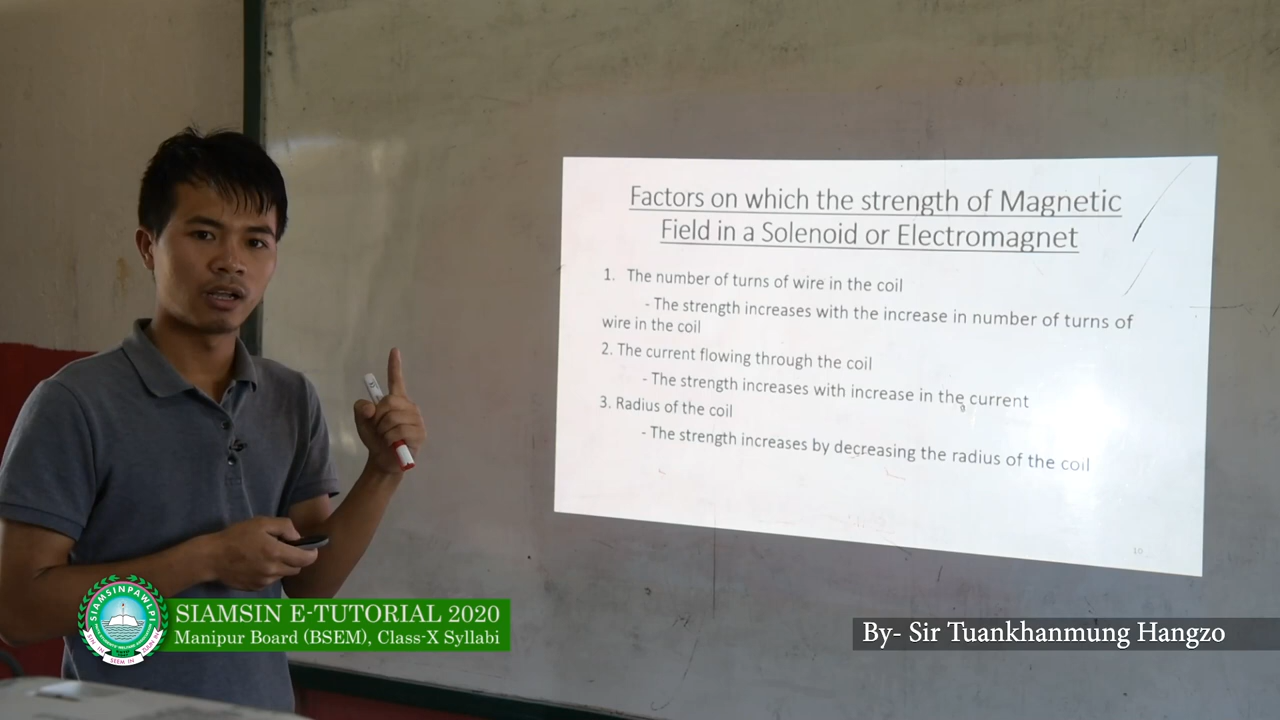 Factors on which the strength of Magnetic
Field in a Solenoid or Electromagnet
1. The number of turns of wire in the coil
- The strength increases with the increase in number of turns of
wire in the coil
2. The current flowing through the coil
- The strength increases with increase in the current
3. Radius of the coil
- The strength increases by decreasing the radius of the coil
10
SIAMSINPAWLPI
SEEM IN
SIAMSIN E-TUTORIAL 2020
Manipur Board (BSEM), Class-X Syllabi
By- Sir Tuankhanmung Hangzo